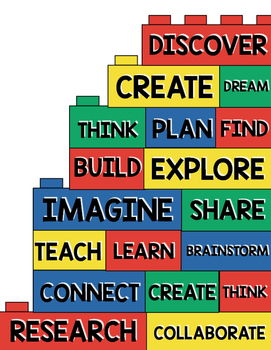 DISCOVER
CREATE DREAM
THINK PLAN FIND
BUILD EXPLORE
IMAGINE SHARE
TEACH LEARN BRAINSTORM
CONNECT CREATE THINK
RESEARCH COLLABORATE